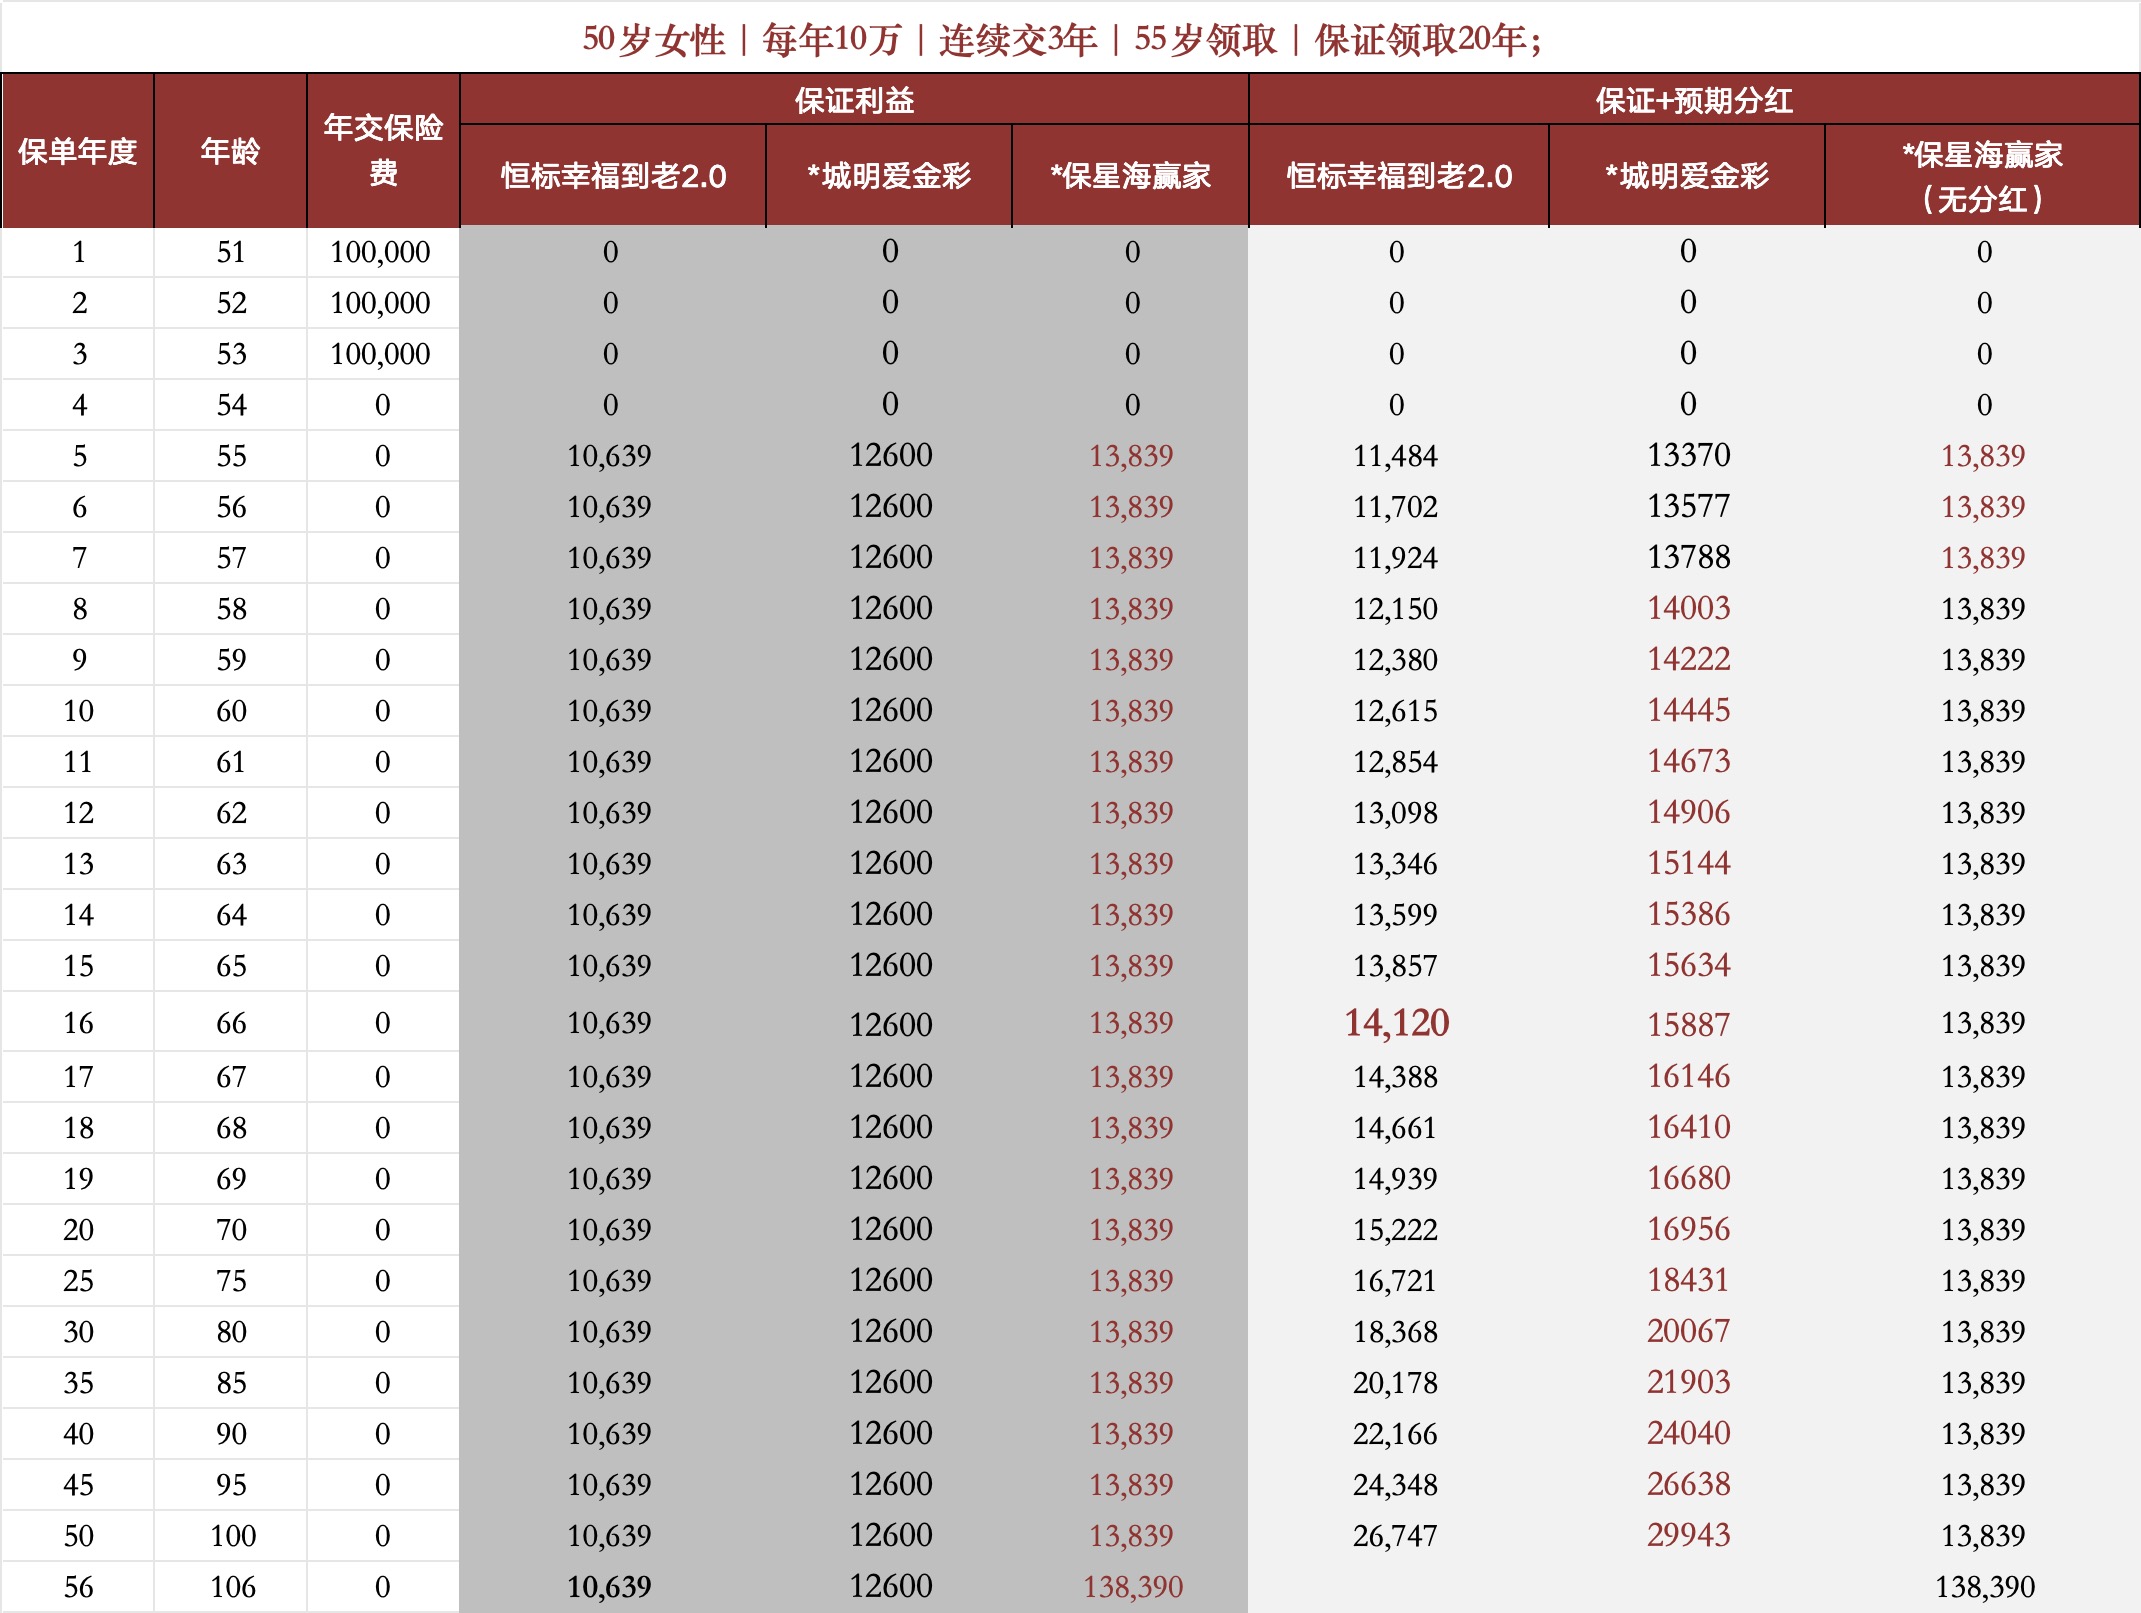 50岁女性｜每年10万｜连续交3年｜55岁领取｜保证领取20年；
保单年度 年龄 年交保险费 保证利益 保证+预期分红
恒标幸福到老2.0 *城明爱金彩 *保星海赢家 恒标幸福到老2.0 *城明爱金彩 *保星海赢家
（无分红）
1 51 100,000 0 0 0 0 0 0
2 52 100,000 0 0 0 0 0 0
3 53 100,000 0 0 0 0 0 0
4 54 0 0 0 0 0 0 0
5 55 0 10,639 12600 13,839 11,484 13370 13,839
6 56 0 10,639 12600 13,839 11,702 13577 13,839
7 57 0 10,639 12600 13,839 11,924 13788 13,839
8 58 0 10,639 12600 13,839 12,150 14003 13,839
9 59 0 10,639 12600 13,839 12,380 14222 13,839
10 60 0 10,639 12600 13,839 12,615 14445 13,839
11 61 0 10,639 12600 13,839 12,854 14673 13,839
12 62 0 10,639 12600 13,839 13,098 14906 13,839
13 63 0 10,639 12600 13,839 13,346 15144 13,839
14 64 0 10,639 12600 13,839 13,599 15386 13,839
15 65 0 10,639 12600 13,839 13,857 15634 13,839
16 66 0 10,639 12600 13,839 14,120 15887 13,839
17 67 0 10,639 12600 13,839 14,388 16146 13,839
18 68 0 10,639 12600 13,839 14,661 16410 13,839
19 69 0 10,639 12600 13,839 14,939 16680 13,839
20 70 0 10,639 12600 13,839 15,222 16956 13,839
25 75 0 10,639 12600 13,839 16,721 18431 13,839
30 80 0 10,639 12600 13,839 18,368 20067 13,839
35 85 0 10,639 12600 13,839 20,178 21903 13,839
40 90 0 10,639 12600 13,839 22,166 24040 13,839
45 95 0 10,639 12600 13,839 24,348 26638 13,839
50 100 0 10,639 12600 13,839 26,747 29943 13,839
56 106 0 10,639 12600 138,390 138,390